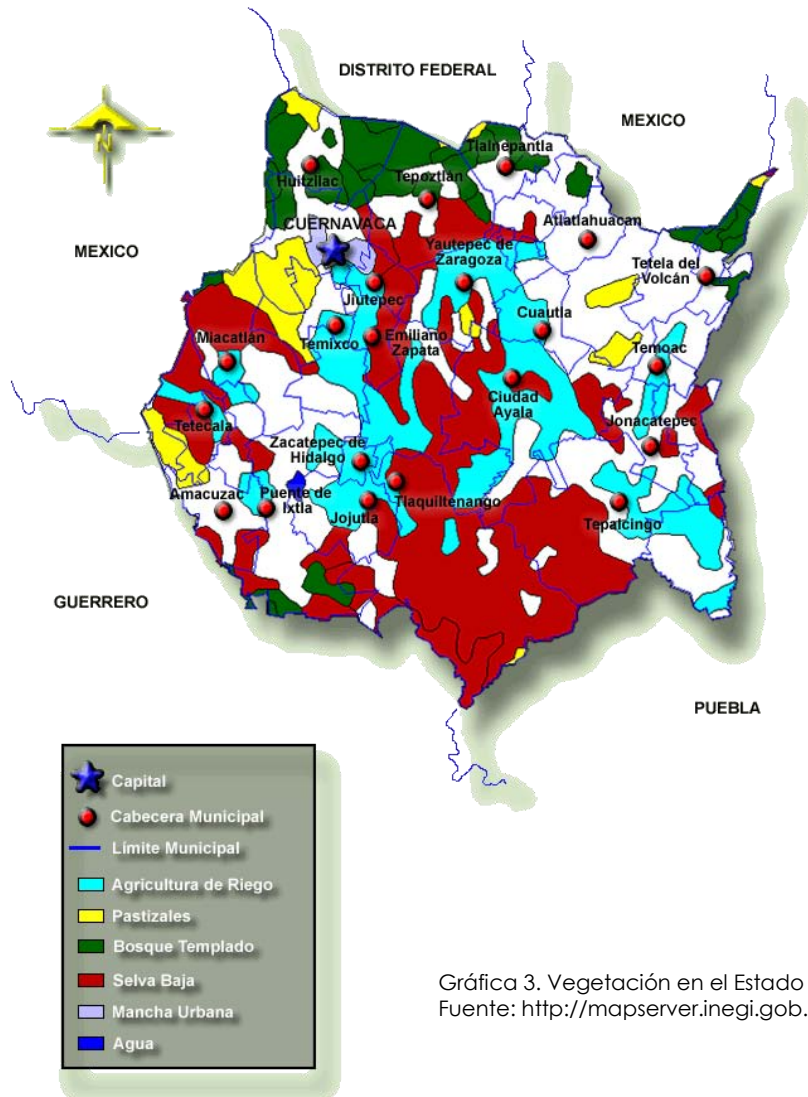 DISTRITO FEDERAL
MEXICO
N
Tlalnepantla
Huitzilac
Tepoztlán
CUERNAVACA
Atlatlahuacan
MEXICO
Yautepec de
Zaragoza
Tetela del
Volcán
Jiutepec
Cuautla
Miacatlán
Temixco
Emiliano
Zapata
Temoac
Ciudad
Ayala
Tetecala
Jonacatepec
Zacatepec de
Hidalgo
Amacuzac
Puente de
Ixtla
Jojutla
Tlaquiltenango
Tepalcingo
GUERRERO
PUEBLA
Capital
Cabecera Municipal
Límite Municipal
Agricultura de Riego
Pastizales
Bosque Templado
Selva Baja
Mancha Urbana
Agua
Gráfica 3. Vegetación en el Estado
Fuente: http://mapserver.inegi.gob.